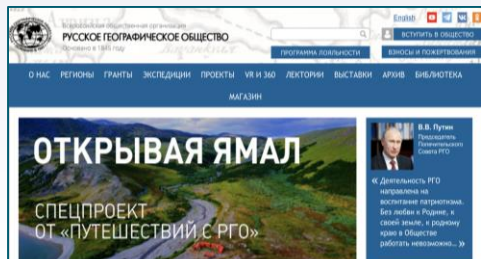 Всероссийская общественная организация
РУССКОЕ ГЕОГРАФИЧЕСКОЕ ОБЩЕСТВО
Основано в 1845 году
English
ВСТУПИТЬ В ОБЩЕСТВО
ПРОГРАММА ЛОЯЛЬНОСТИ
ВЗНОСЫ И ПОЖЕРТВОВАНИЯ
О НАС РЕГИОНЫ ГРАНТЫ ЭКСПЕДИЦИИ ПРОЕКТЫ VR И 360 ЛЕКТОРИИ ВЫСТАВКИ АРХИВ БИБЛИОТЕКА
МАГАЗИН
ОТКРЫВАЯ ЯМАЛ
СПЕЦПРОЕКТ
ОТ «ПУТЕШЕСТВИЙ С РГО»
В.В. Путин
Председатель
Попечительского
Совета РГО
« Деятельность РГО
направлена на
воспитание патриотизма.
Без любви к Родине, к
своей земле, к родному
краю в Обществе
работать невозможно... »